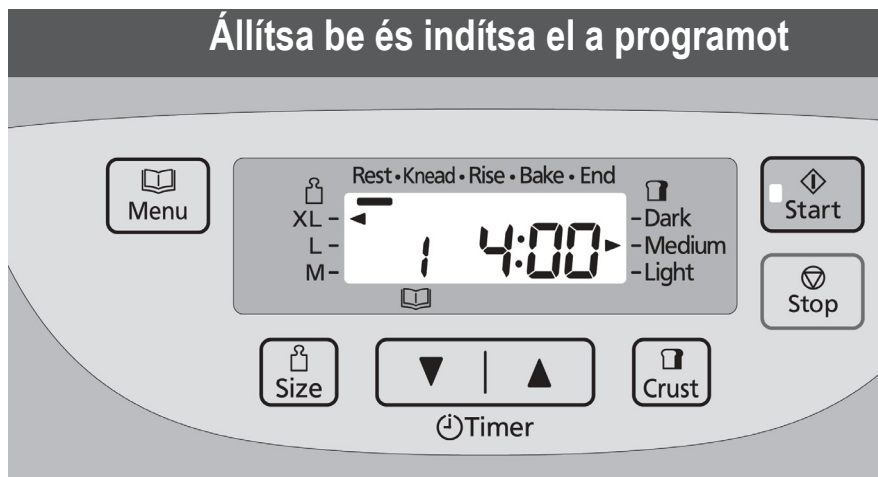 Állítsa be és indítsa el a programot
Menu
Rest•Knead•Rise•Bake•End
XL
L
M
1 4:00
Dark
Medium
Light
Start
Stop
Size
Timer
Crust